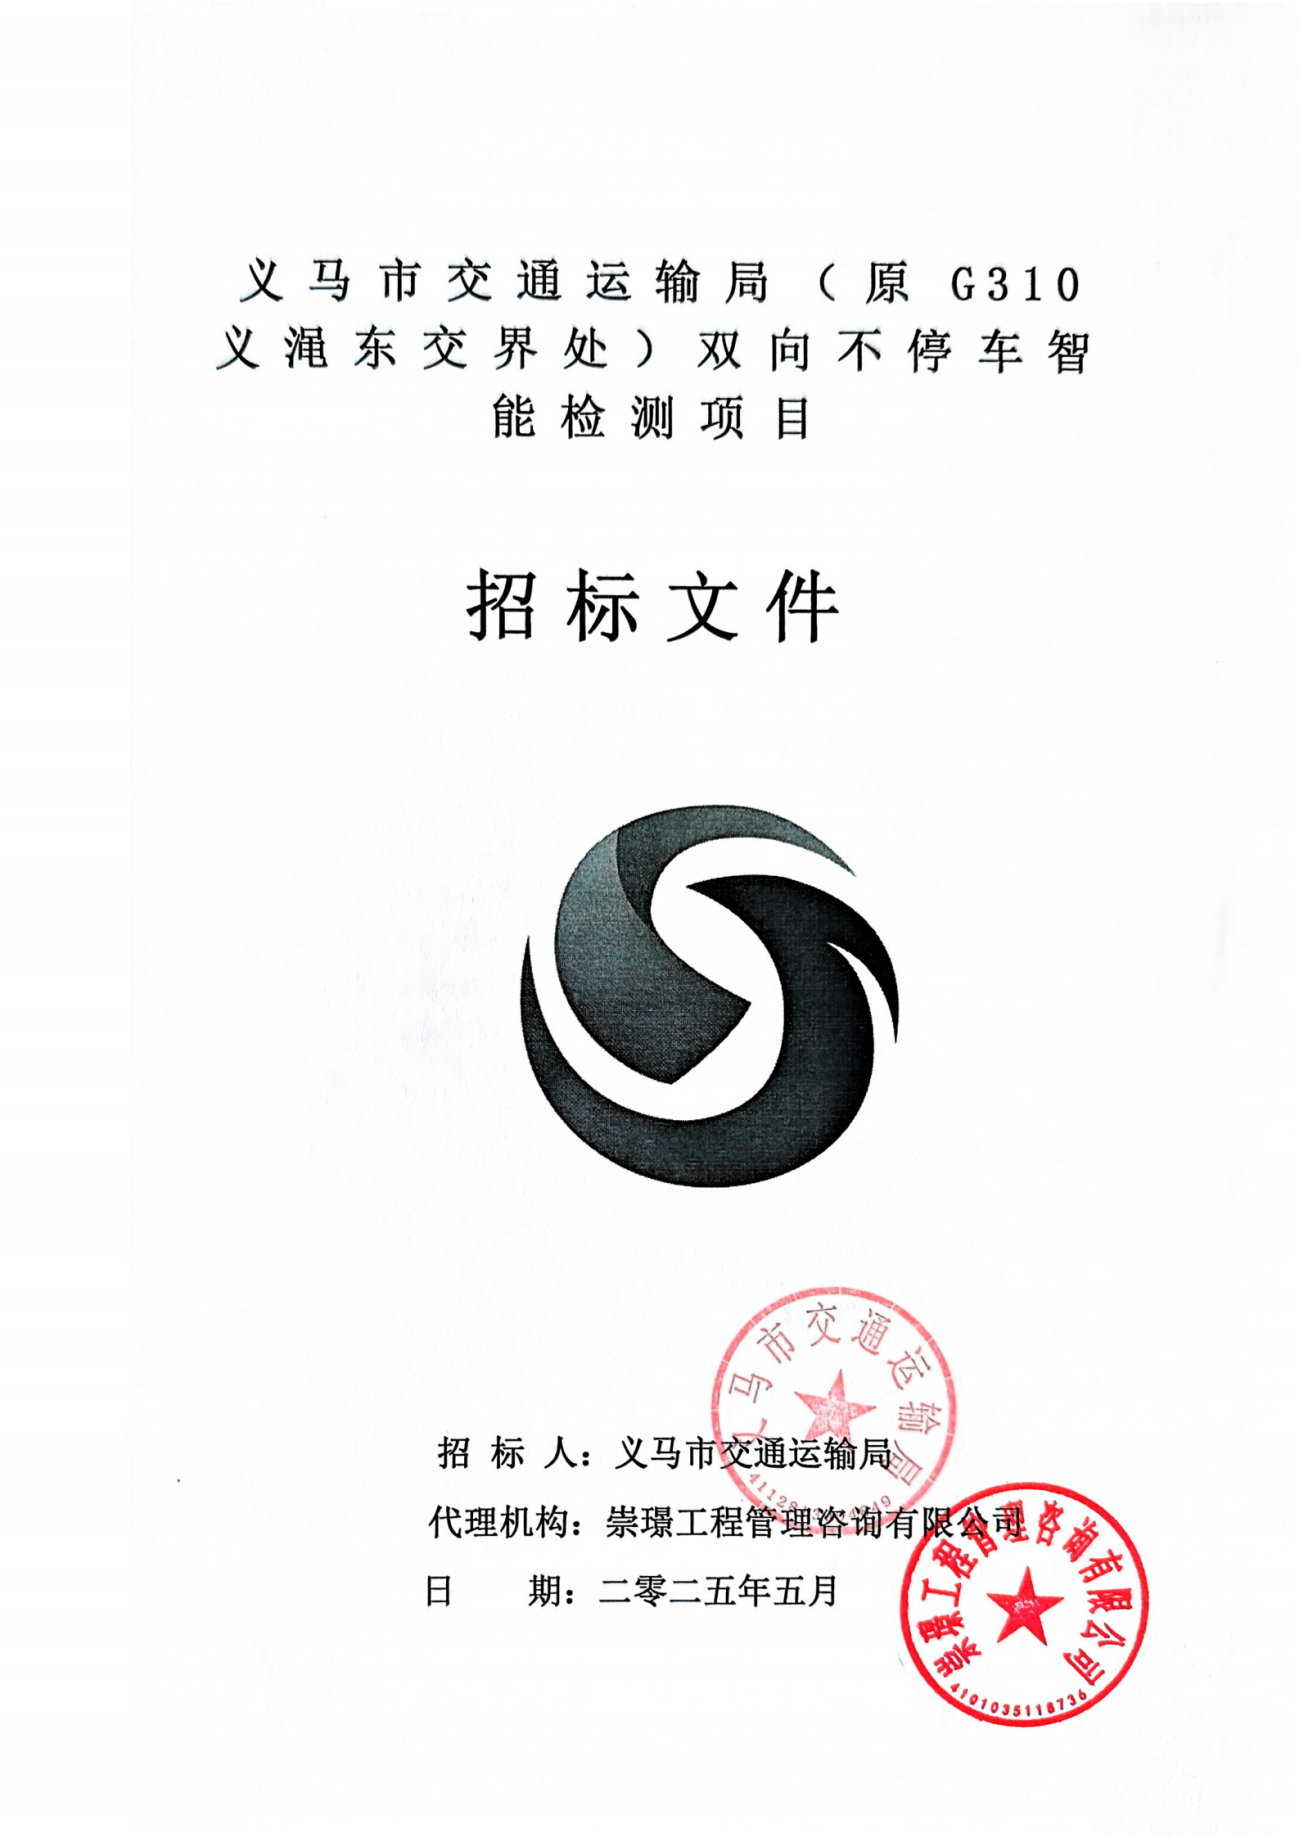 义马市交通运输局（原 G310
义渑东交界处）双向不停车智
能检测项目
招标文件
义马市交通运输局
招 标 人：义马市交通运输局
代理机构：崇璟工程管理咨询有限公司
日 期：二零二五年五月
崇璟工程管理咨询有限公司
4101035118736